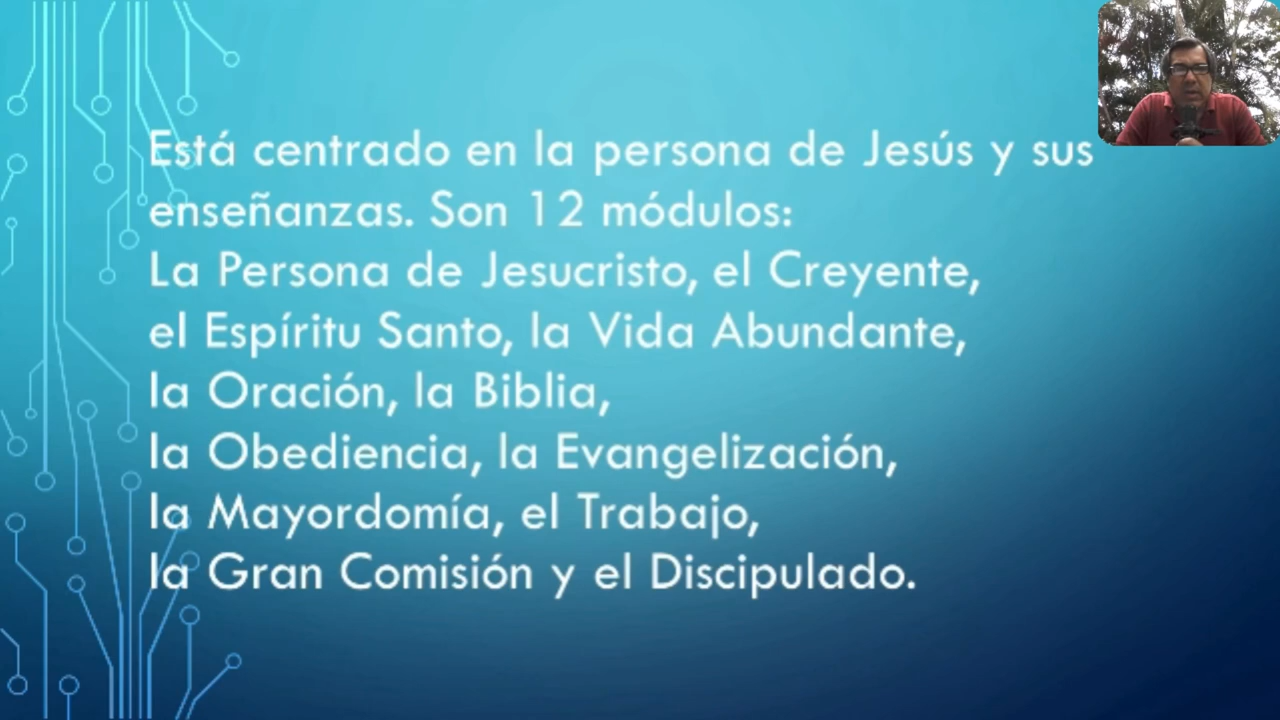 Está centrado en la persona de Jesús y sus
enseñanzas. Son 12 módulos:
La Persona de Jesucristo, el Creyente,
el Espíritu Santo, la Vida Abundante,
la Oración, la Biblia,
la Obediencia, la Evangelización,
la Mayordomía, el Trabajo,
la Gran Comisión y el Discipulado.